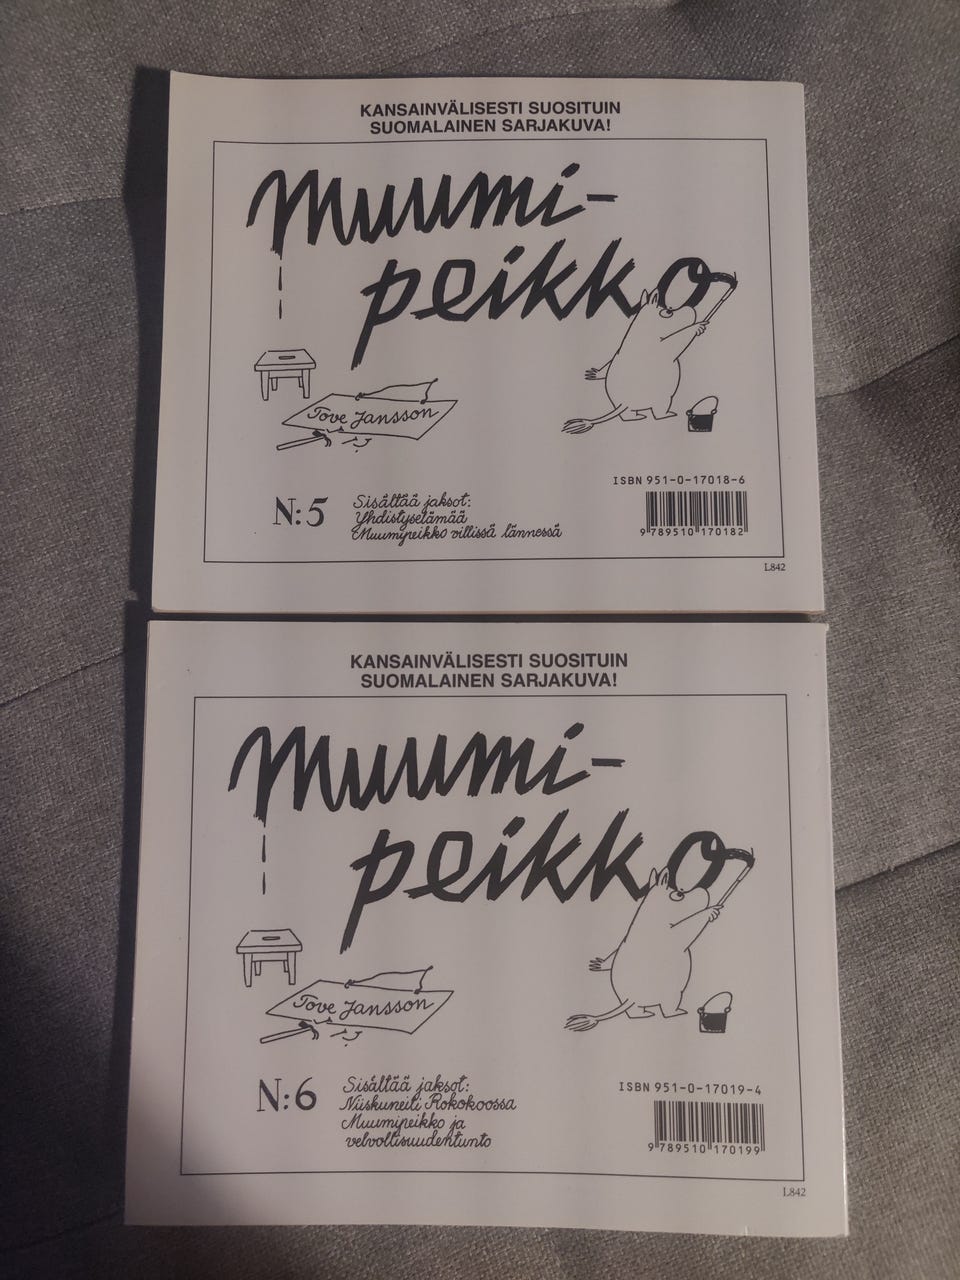 KANSAINVÄLISESTI SUOSITUIN
SUOMALAINEN SARJAKUVA!
Muumi-
peikko
Tove Jansson
N:5
Sisältää jaksot:
Yhdistyselämää
Muumipeikko villissä lännessä
ISBN 951-0-17018-6
9 789510 170182
L842
KANSAINVÄLISESTI SUOSITUIN
SUOMALAINEN SARJAKUVA!
Muumi-
peikko
Tove Jansson
N:6
Sisältää jaksot:
Niiskuneiti Rokokoossa
Muumipeikko ja
velvollisuudentunto
ISBN 951-0-17019-4
9 789510 170199
L842